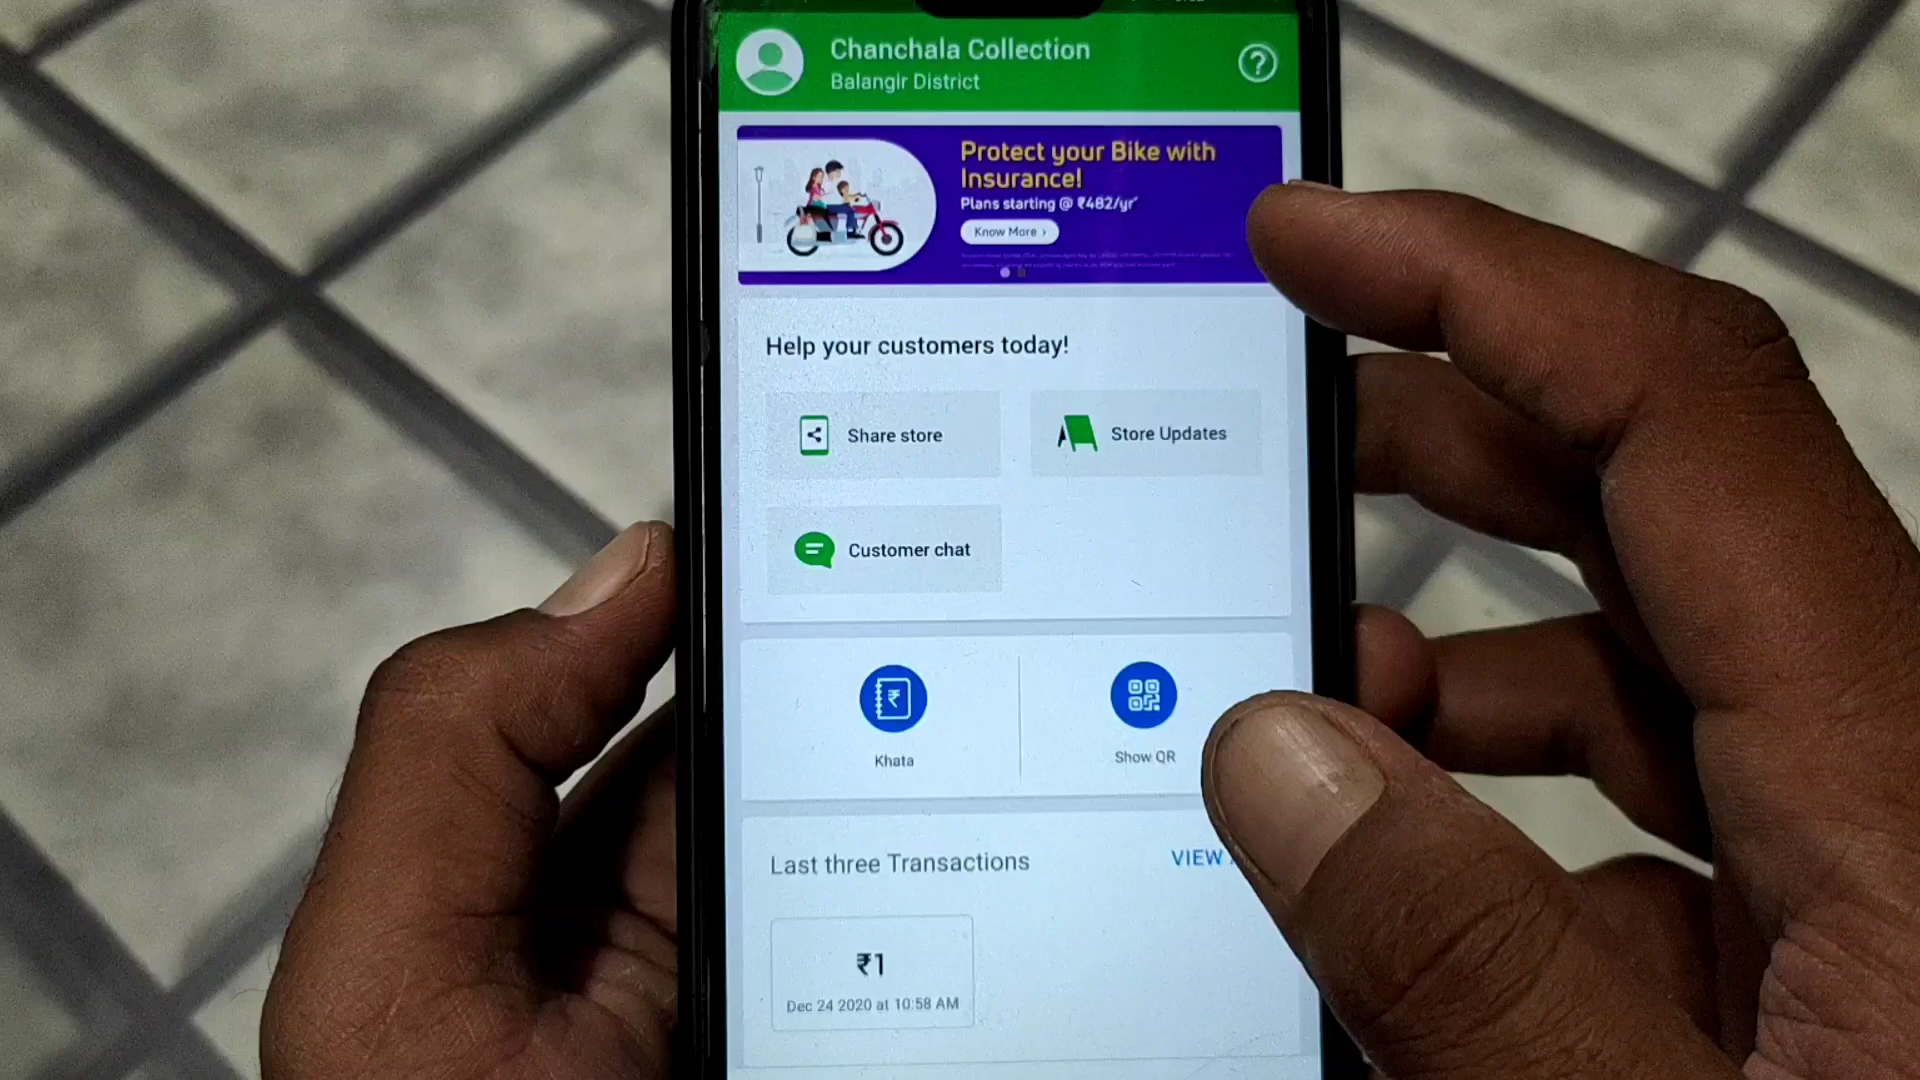 Chanchala Collection
Balangir District
Protect your Bike with
Insurance!
Plans starting @ ₹482/yr*
Know More ›
Help your customers today!
Share store
Store Updates
Customer chat
Khata
Show QR
Last three Transactions
VIEW
₹1
Dec 24 2020 at 10:58 AM